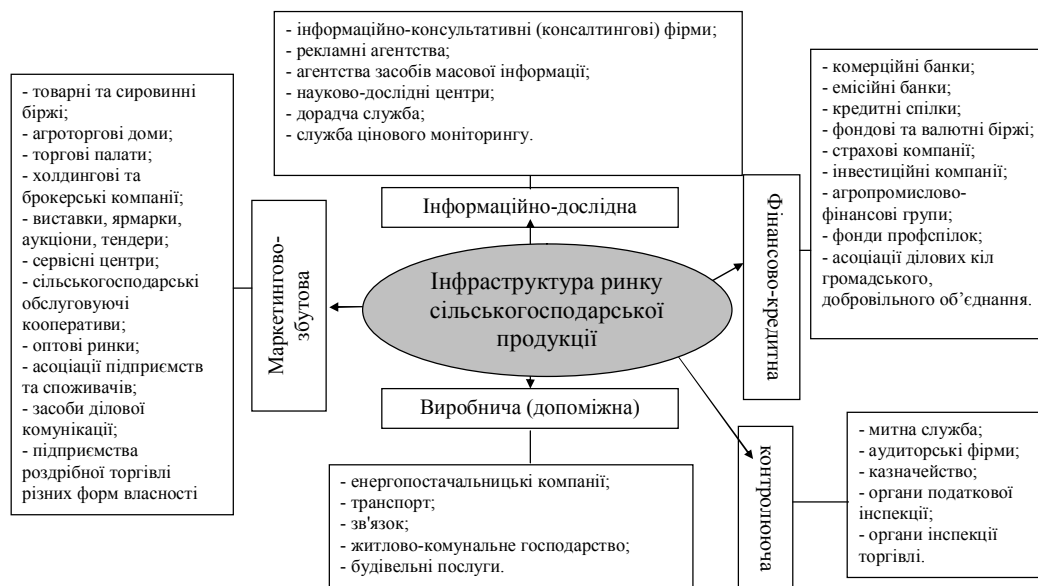 - інформаційно-консультативні (консалтингові) фірми;
- рекламні агентства;
- агентства засобів масової інформації;
- науково-дослідні центри;
- дорадча служба;
- служба цінового моніторингу.
- товарні та сировинні
біржі;
- агроторгові доми;
- торгові палати;
- холдингові та
брокерські компанії;
- виставки, ярмарки,
аукціони, тендери;
- сервісні центри;
- сільськогосподарські
обслуговуючі
кооперативи;
- оптові ринки;
- асоціації підприємств
та споживачів;
- засоби ділової
комунікації;
- підприємства
роздрібної торгівлі
різних форм власності
- комерційні банки;
- емісійні банки;
- кредитні спілки;
- фондові та валютні біржі;
- страхові компанії;
- інвестиційні компанії;
- агропромислово-
фінансові групи;
- фонди профспілок;
- асоціації ділових кіл
громадського,
добровільного об’єднання.
Інформаційно-дослідна
Маркетингово-
збутова
Інфраструктура ринку
сільськогосподарської
продукції
Фінансово-кредитна
Виробнича (допоміжна)
контролююча
- митна служба;
- аудиторські фірми;
- казначейство;
- органи податкової
інспекції;
- органи інспекції
торгівлі.
- енергопостачальницькі компанії;
- транспорт;
- зв'язок;
- житлово-комунальне господарство;
- будівельні послуги.